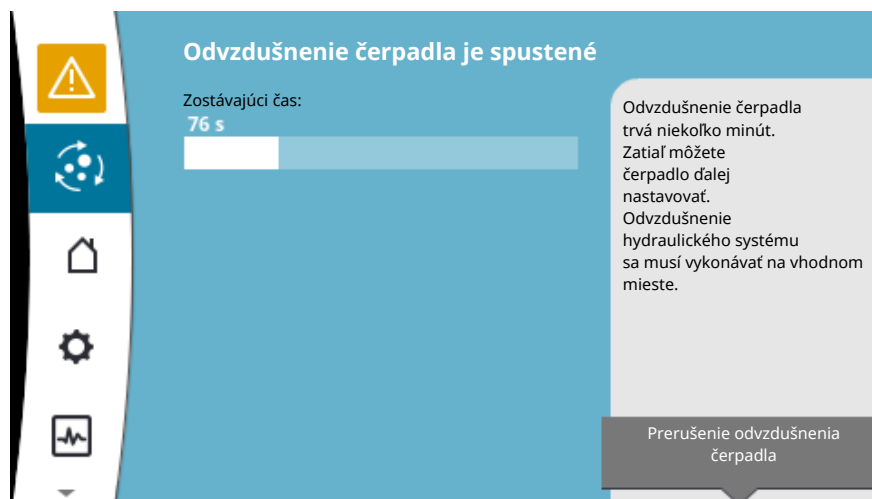 Odvzdušnenie čerpadla je spustené
Zostávajúci čas:
76 s
Odvzdušnenie čerpadla
trvá niekoľko minút.
Zatiaľ môžete
čerpadlo ďalej
nastavovať.
Odvzdušnenie
hydraulického systému
sa musí vykonávať na vhodnom
mieste.
Prerušenie odvzdušnenia
čerpadla